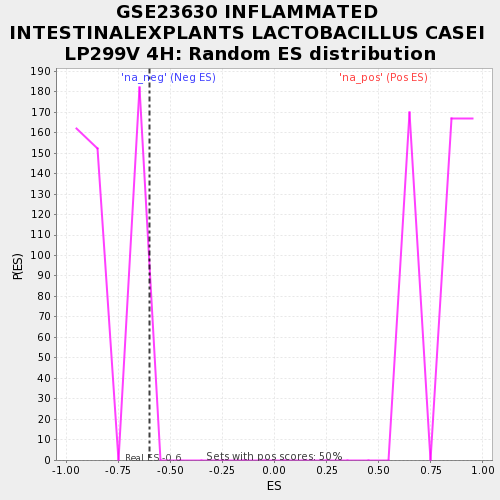 GSE23630 INFLAMMATED
INTESTINALEXPLANTS LACTOBACILLUS CASEI
LP299V 4H: Random ES distribution
'na_neg' (Neg ES)
'na_pos' (Pos ES)
190
180
170
160
150
140
130
120
110
100
90
80
70
60
50
40
30
20
10
0
P(ES)
Real ES -0.6
Sets with pos scores: 50%
-1.00 -0.75 -0.50 -0.25 0.00 0.25 0.50 0.75 1.00
ES